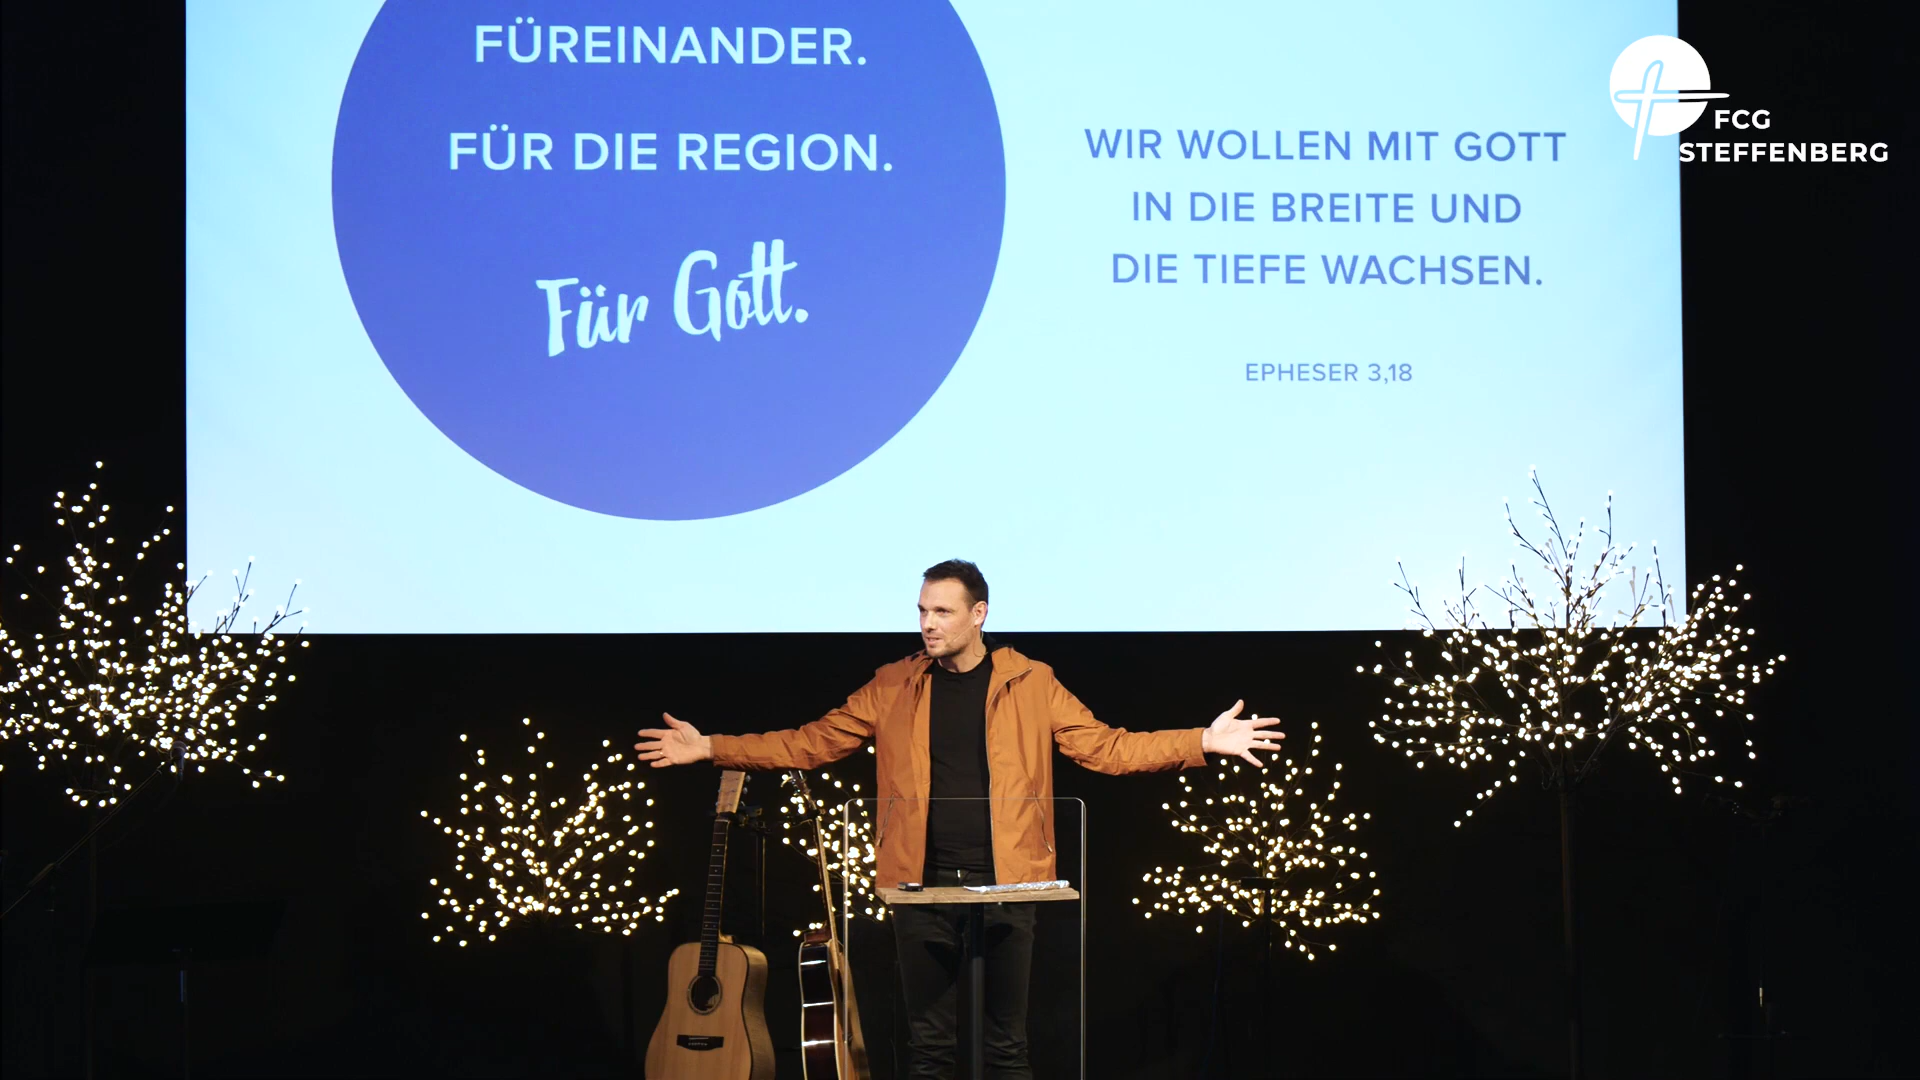 FÜREINANDER.
FÜR DIE REGION.
Für Gott.
WIR WOLLEN MIT GOTT
IN DIE BREITE UND
DIE TIEFE WACHSEN.
EPHESER 3,18
FCG
STEFFENBERG